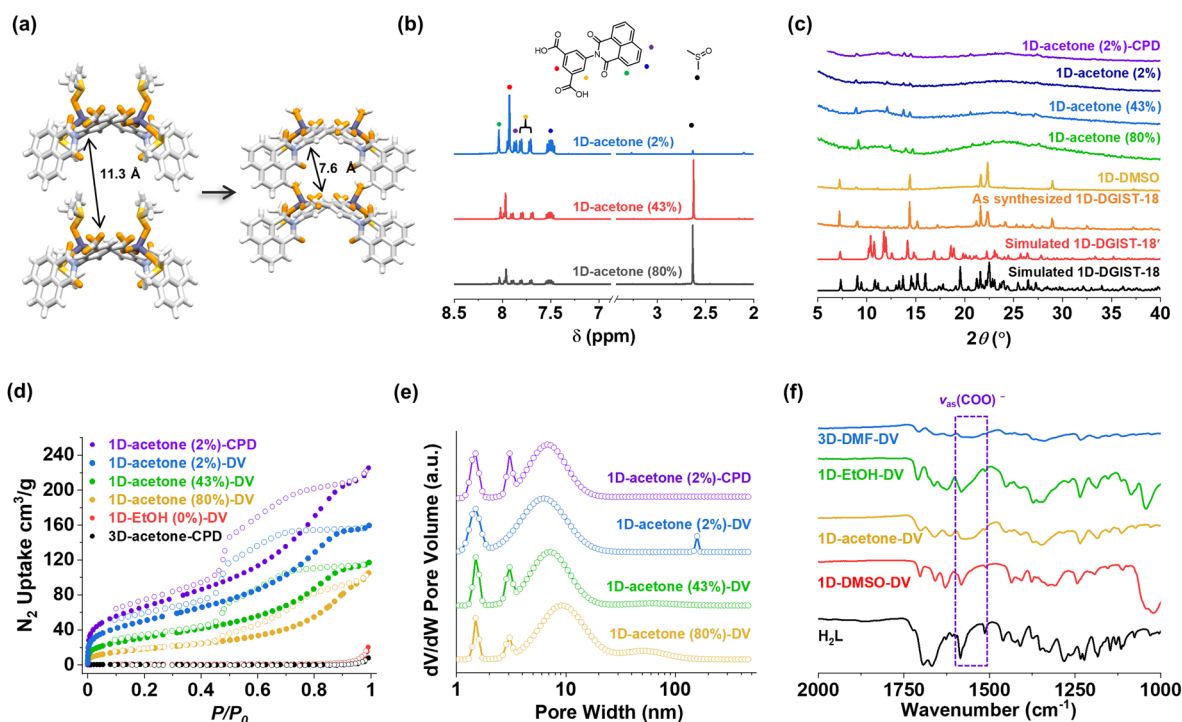 (a)
11.3 Å
7.6 Å
(b)
OH
O
N
O
O
O
OH
O
S
1D-acetone (2%)
1D-acetone (43%)
1D-acetone (80%)
8.5 8.0 7.5 7 2.5 2
δ (ppm)
(c)
1D-acetone (2%)-CPD
1D-acetone (2%)
1D-acetone (43%)
1D-acetone (80%)
1D-DMSO
As synthesized 1D-DGIST-18
Simulated 1D-DGIST-18′
Simulated 1D-DGIST-18
5 10 15 20 25 30 35 40
2θ (°)
(d)
1D-acetone (2%)-CPD
1D-acetone (2%)-DV
1D-acetone (43%)-DV
1D-acetone (80%)-DV
1D-EtOH (0%)-DV
3D-acetone-CPD
240
200
160
120
80
40
0
N2 Uptake cm³/g
0 0.2 0.4 0.6 0.8 1
P/P0
(e)
1D-acetone (2%)-CPD
1D-acetone (2%)-DV
1D-acetone (43%)-DV
1D-acetone (80%)-DV
dV/dW Pore Volume (a.u.)
1 10 100
Pore Width (nm)
(f)
νas(COO)⁻
3D-DMF-DV
1D-EtOH-DV
1D-acetone-DV
1D-DMSO-DV
H2L
2000 1750 1500 1250 1000
Wavenumber (cm⁻¹)